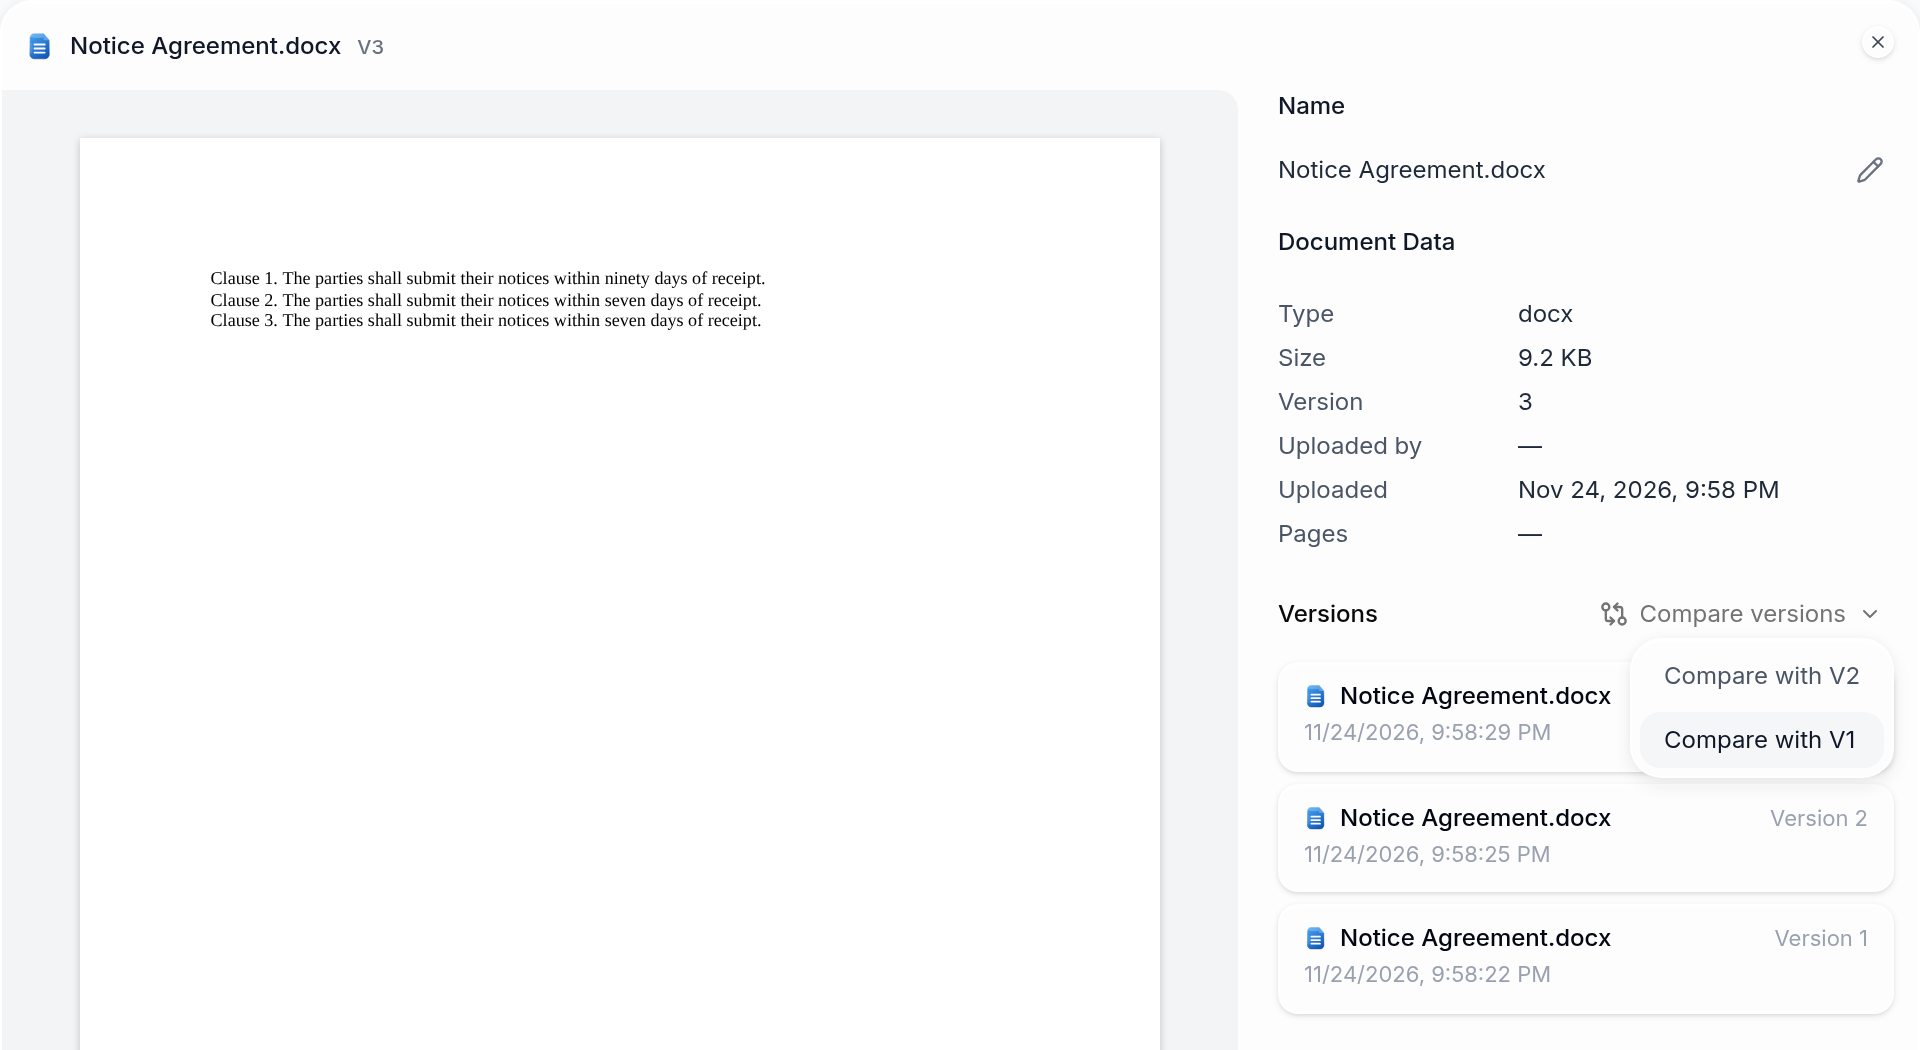 Notice Agreement.docx V3
Clause 1. The parties shall submit their notices within ninety days of receipt.
Clause 2. The parties shall submit their notices within seven days of receipt.
Clause 3. The parties shall submit their notices within seven days of receipt.
Name
Notice Agreement.docx
Document Data
Type docx
Size 9.2 KB
Version 3
Uploaded by —
Uploaded Nov 24, 2026, 9:58 PM
Pages —
Versions Compare versions
Compare with V2
Compare with V1
Notice Agreement.docx
11/24/2026, 9:58:29 PM
Notice Agreement.docx Version 2
11/24/2026, 9:58:25 PM
Notice Agreement.docx Version 1
11/24/2026, 9:58:22 PM